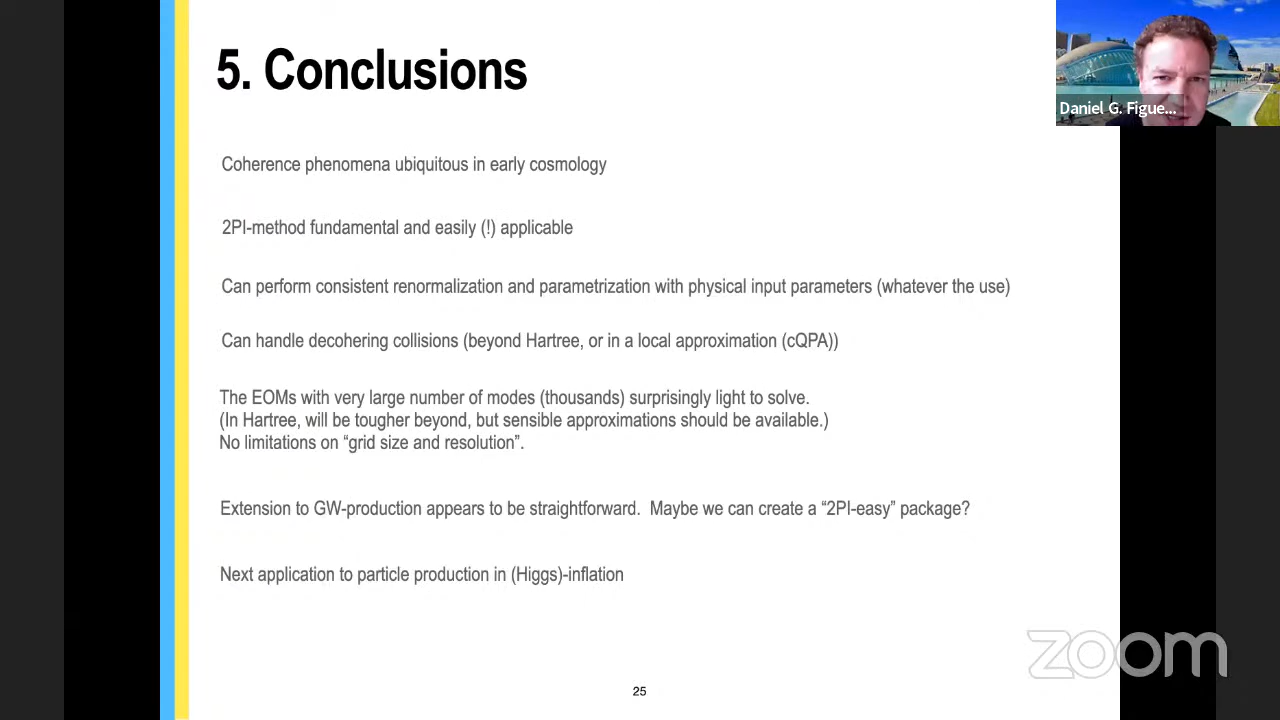 5. Conclusions
Daniel G. Figue...
Coherence phenomena ubiquitous in early cosmology
2PI-method fundamental and easily (!) applicable
Can perform consistent renormalization and parametrization with physical input parameters (whatever the use)
Can handle decohering collisions (beyond Hartree, or in a local approximation (cQPA))
The EOMs with very large number of modes (thousands) surprisingly light to solve.
(In Hartree, will be tougher beyond, but sensible approximations should be available.)
No limitations on “grid size and resolution”.
Extension to GW-production appears to be straightforward.  Maybe we can create a “2PI-easy” package?
Next application to particle production in (Higgs)-inflation
zoom
25